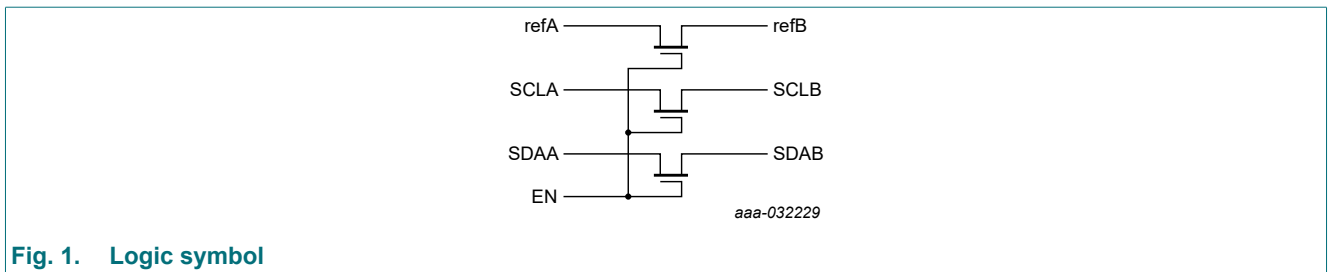 refA refB
SCLA SCLB
SDAA SDAB
EN
aaa-032229
Fig. 1. Logic symbol